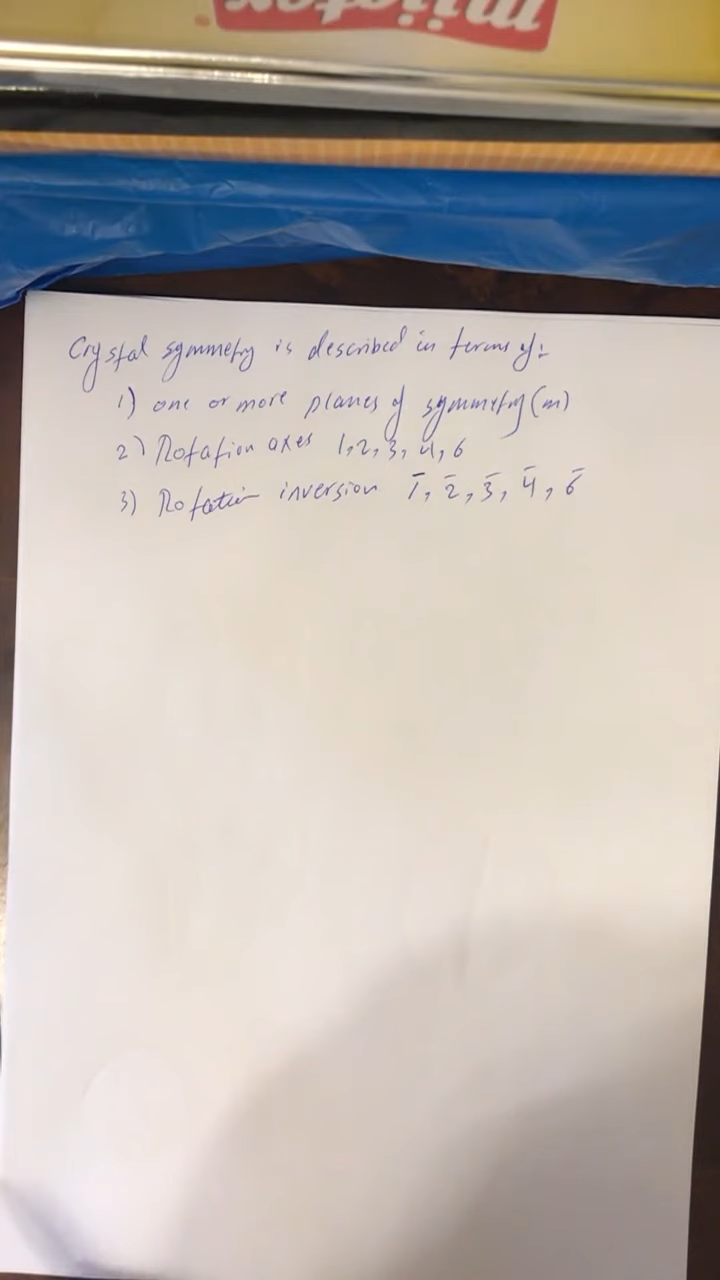 Crystal symmetry is described in terms of:
1) one or more planes of symmetry (m)
2) Rotation axes 1, 2, 3, 4, 6
3) Rotation inversion 1̄, 2̄, 3̄, 4̄, 6̄